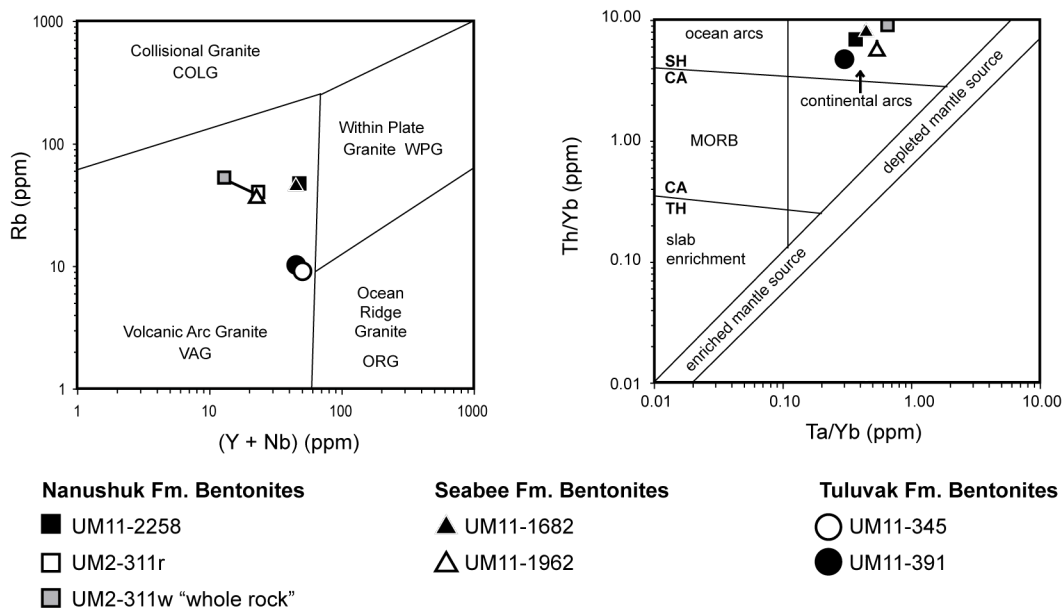 1000
Collisional Granite
COLG
100
Within Plate
Granite WPG
Rb (ppm)
10
Ocean
Ridge
Granite
ORG
Volcanic Arc Granite
VAG
1
1
10
100
1000
(Y + Nb) (ppm)
10.00
ocean arcs
SH
CA
continental arcs
depleted mantle source
1.00
MORB
Th/Yb (ppm)
CA
TH
slab
enrichment
0.10
enriched mantle source
0.01
0.01
0.10
1.00
10.00
Ta/Yb (ppm)
Nanushuk Fm. Bentonites
UM11-2258
UM2-311r
UM2-311w “whole rock”
Seabee Fm. Bentonites
UM11-1682
UM11-1962
Tuluvak Fm. Bentonites
UM11-345
UM11-391